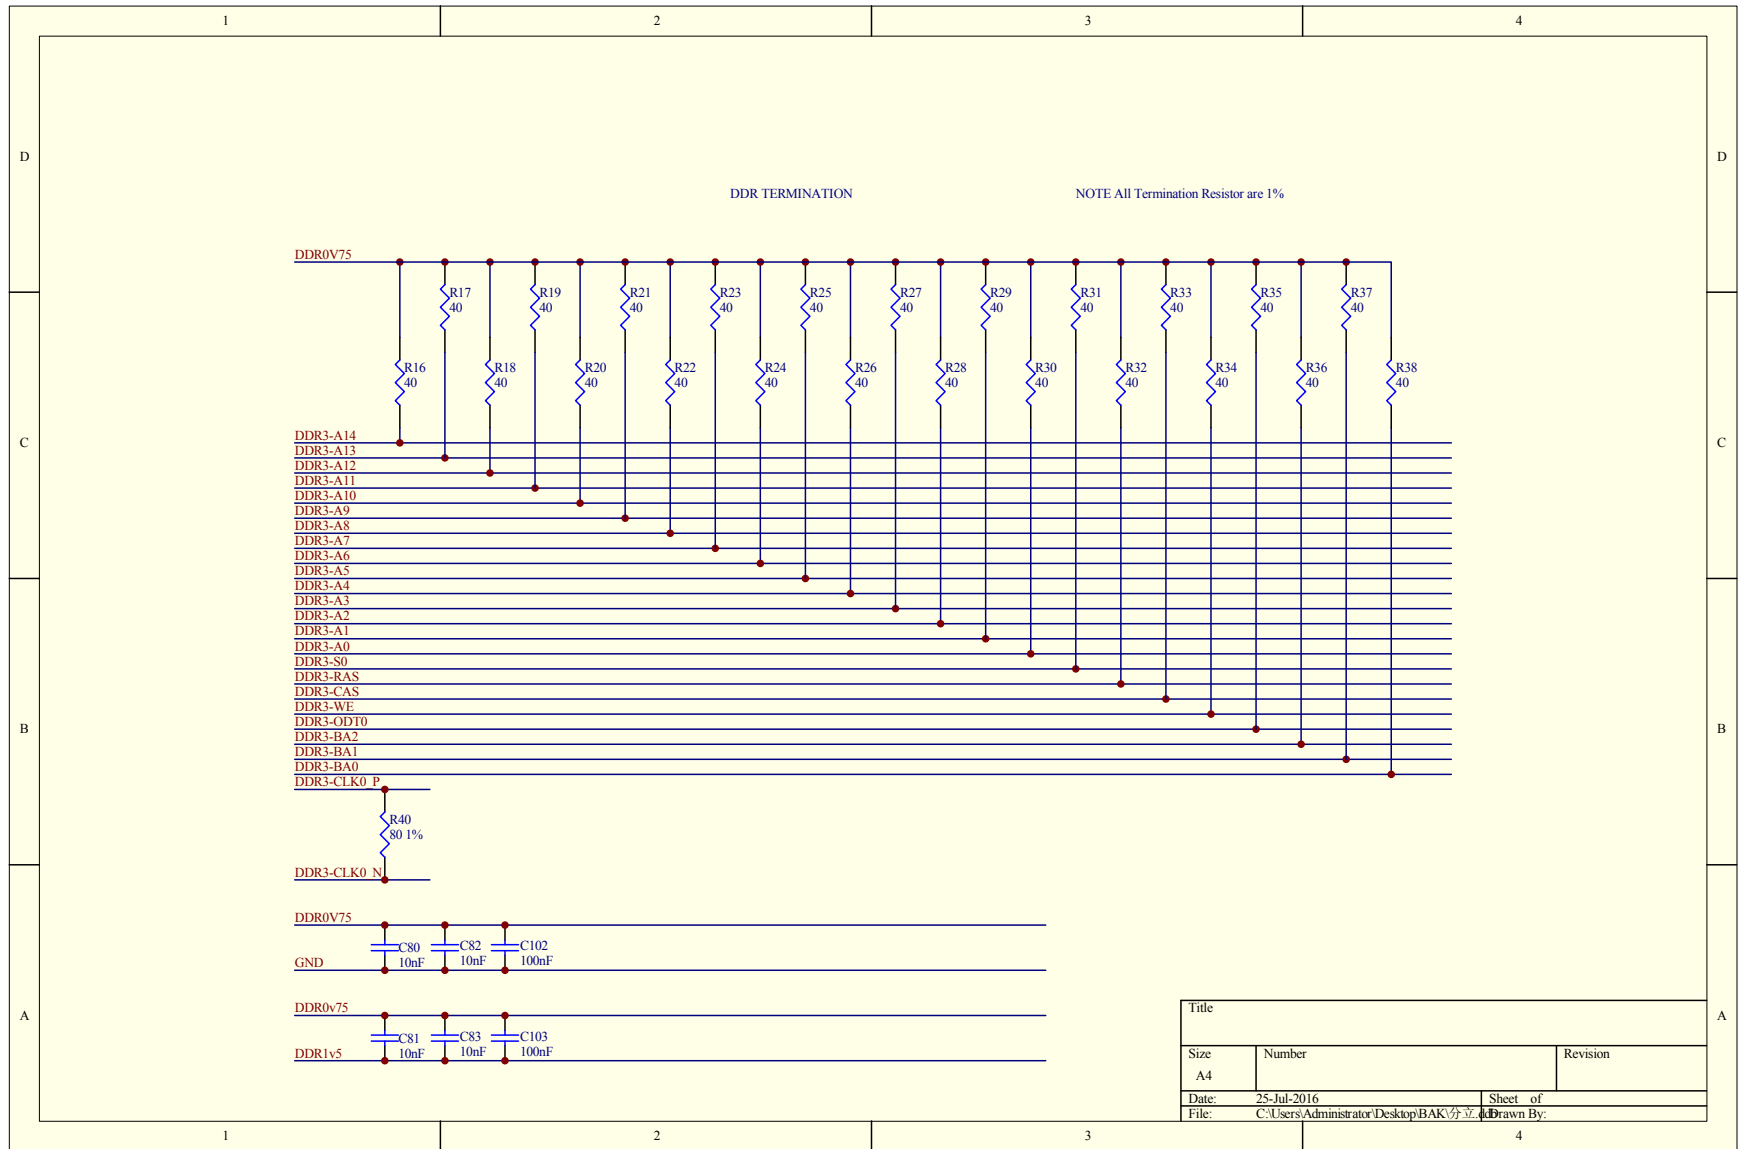 1 2 3 4
D D
DDR TERMINATION NOTE All Termination Resistor are 1%
DDR0V75
R17 R19 R21 R23 R25 R27 R29 R31 R33 R35 R37
40 40 40 40 40 40 40 40 40 40 40
R16 R18 R20 R22 R24 R26 R28 R30 R32 R34 R36 R38
40 40 40 40 40 40 40 40 40 40 40 40
DDR3-A14
C C
DDR3-A13
DDR3-A12
DDR3-A11
DDR3-A10
DDR3-A9
DDR3-A8
DDR3-A7
DDR3-A6
DDR3-A5
DDR3-A4
DDR3-A3
DDR3-A2
DDR3-A1
DDR3-A0
DDR3-S0
DDR3-RAS
DDR3-CAS
DDR3-WE
DDR3-ODT0
B B
DDR3-BA2
DDR3-BA1
DDR3-BA0
DDR3-CLK0_P
R40
80 1%
DDR3-CLK0_N
DDR0V75
C80 C82 C102
10nF 10nF 100nF
GND
DDR0v75
A A
C81 C83 C103
10nF 10nF 100nF
DDR1v5
Title
Size Number Revision
A4
Date: 25-Jul-2016 Sheet of
File: C:\Users\Administrator\Desktop\BAK\分立.ddb Drawn By:
1 2 3 4